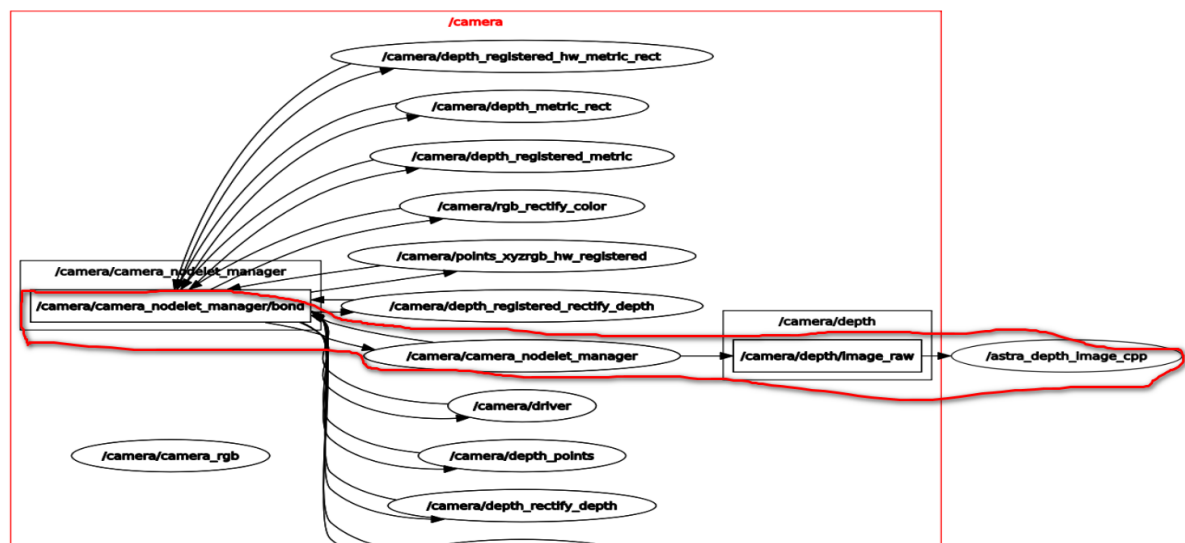 /camera
/camera/depth_registered_hw_metric_rect
/camera/depth_metric_rect
/camera/depth_registered_metric
/camera/rgb_rectify_color
/camera/points_xyzrgb_hw_registered
/camera/camera_nodelet_manager
/camera/camera_nodelet_manager/bond
/camera/depth_registered_rectify_depth
/camera/depth
/camera/camera_nodelet_manager
/camera/depth/image_raw
/astra_depth_image_cpp
/camera/driver
/camera/camera_rgb
/camera/depth_points
/camera/depth_rectify_depth